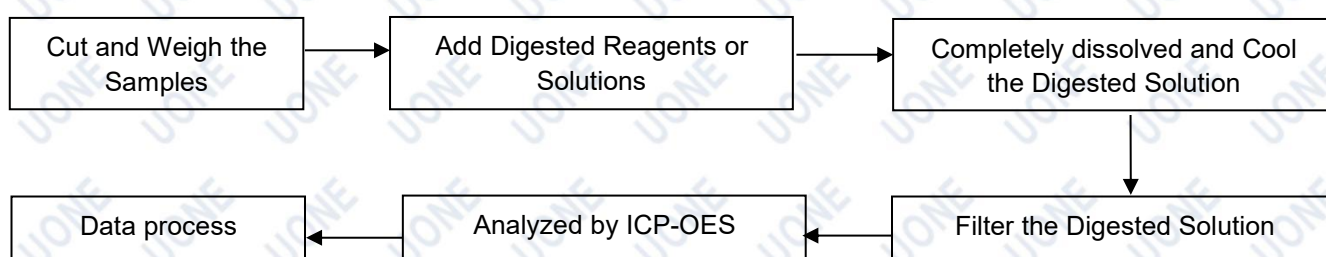 Cut and Weigh the
Samples
Add Digested Reagents or
Solutions
Completely dissolved and Cool
the Digested Solution
Filter the Digested Solution
Analyzed by ICP-OES
Data process
UONE